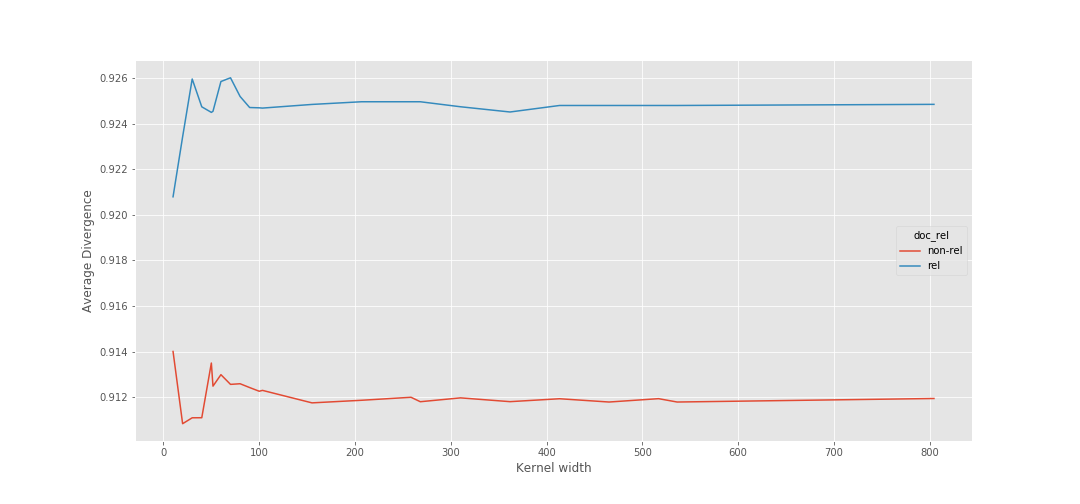 0.926
0.924
0.922
0.920
0.918
0.916
0.914
0.912
Average Divergence
doc_rel
non-rel
rel
0 100 200 300 400 500 600 700 800
Kernel width